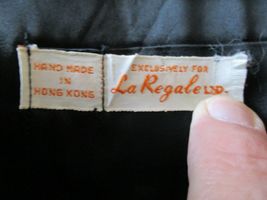 HAND MADE
IN
HONG KONG
EXCLUSIVELY FOR
La Regale LTD.